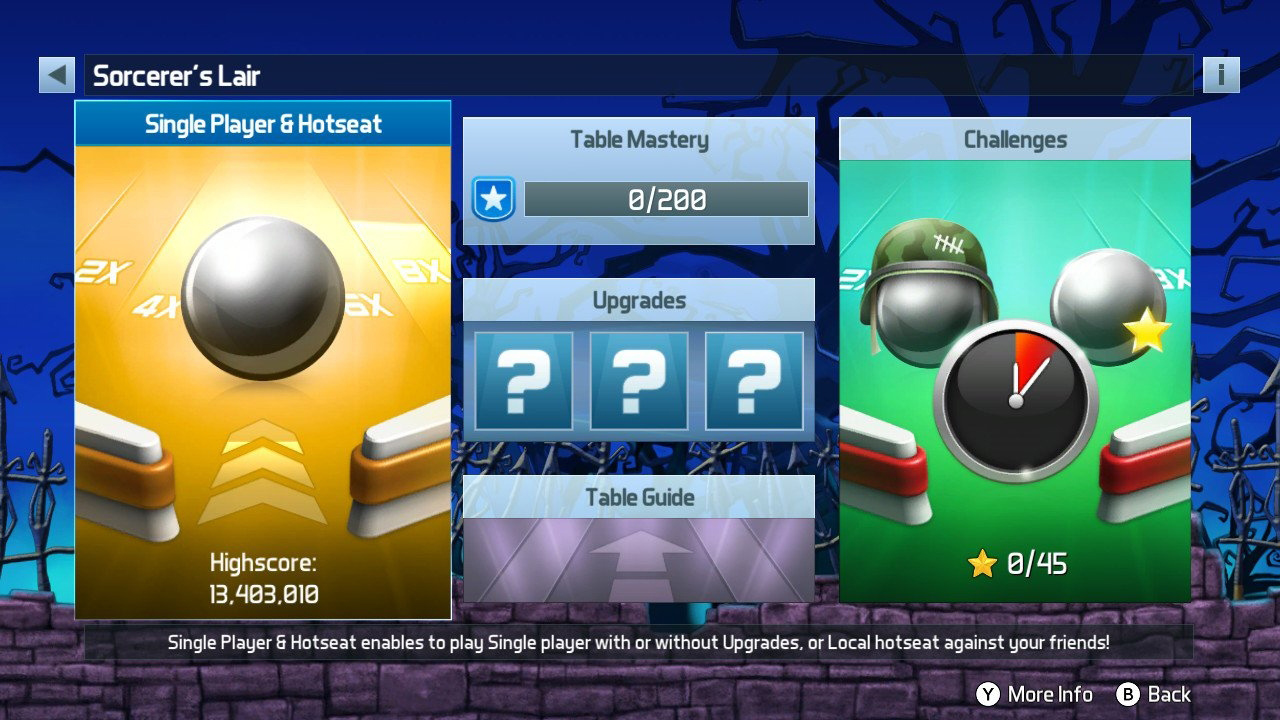 Sorcerer's Lair
i
Single Player & Hotseat
2X
4X
6X
8X
Highscore:
13,403,010
Table Mastery
0/200
Upgrades
? ? ?
Table Guide
Challenges
0/45
Single Player & Hotseat enables to play Single player with or without Upgrades, or Local hotseat against your friends!
Y More Info B Back